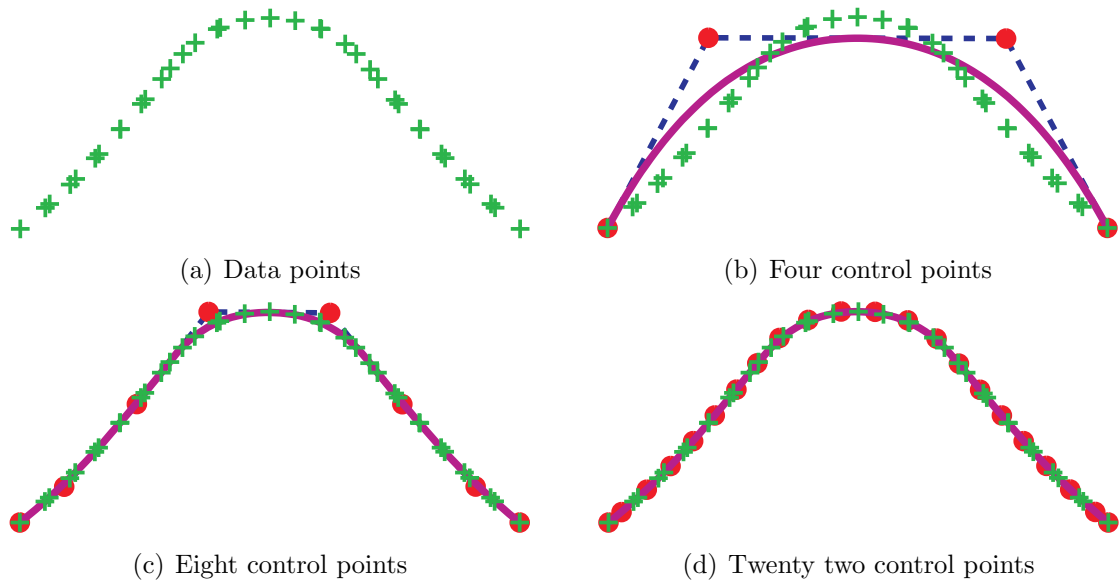 (a) Data points
(b) Four control points
(c) Eight control points
(d) Twenty two control points